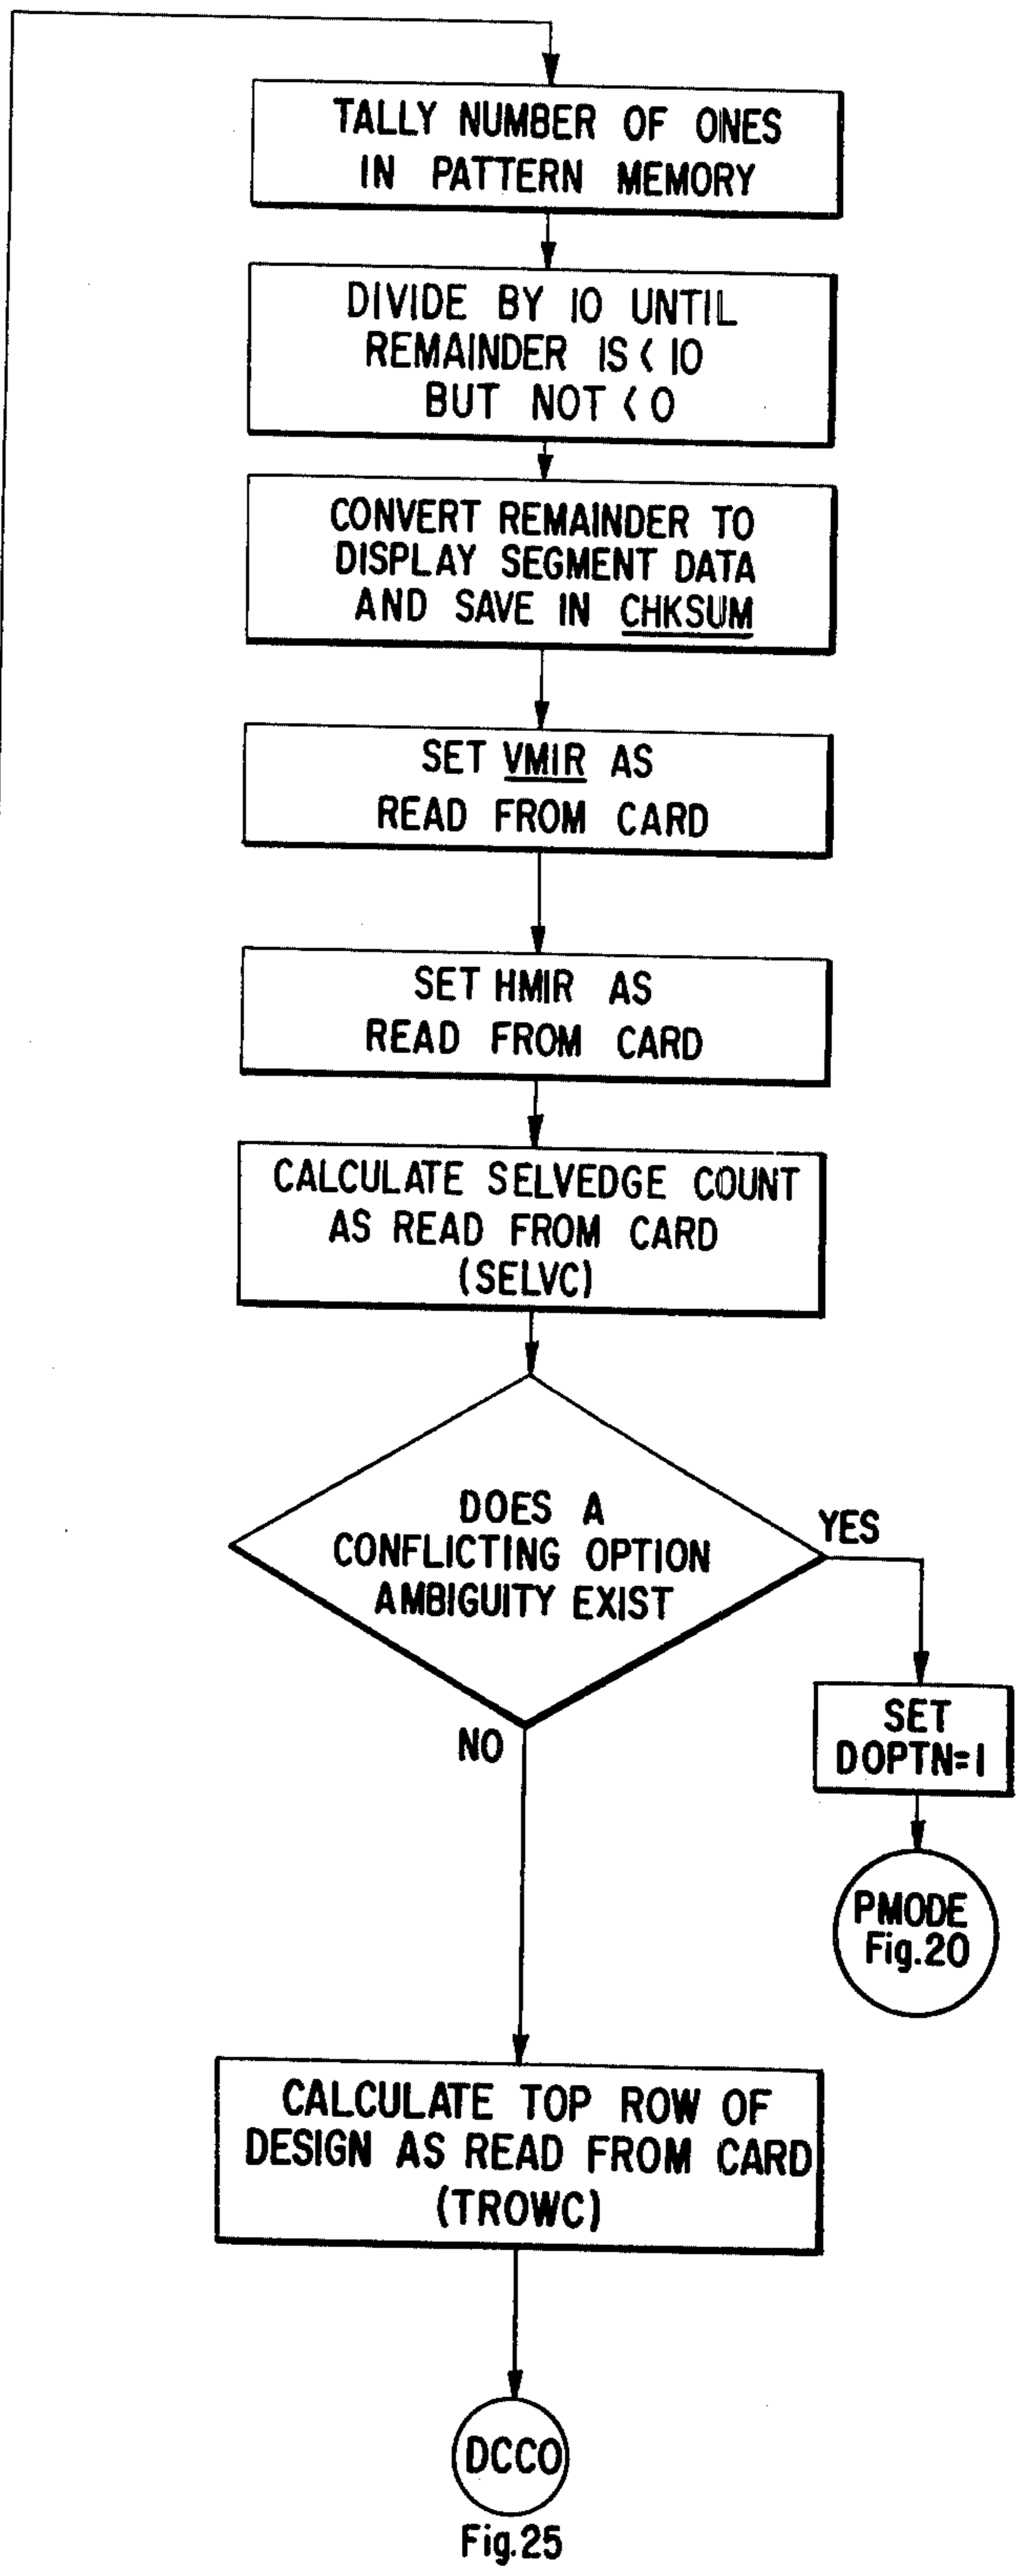 TALLY NUMBER OF ONES
IN PATTERN MEMORY
DIVIDE BY 10 UNTIL
REMAINDER IS < 10
BUT NOT < 0
CONVERT REMAINDER TO
DISPLAY SEGMENT DATA
AND SAVE IN CHKSUM
SET VMIR AS
READ FROM CARD
SET HMIR AS
READ FROM CARD
CALCULATE SELVEDGE COUNT
AS READ FROM CARD
(SELVC)
DOES A
CONFLICTING OPTION
AMBIGUITY EXIST
YES
SET
DOPTN=1
PMODE
Fig.20
NO
CALCULATE TOP ROW OF
DESIGN AS READ FROM CARD
(TROWC)
DCCO
Fig.25